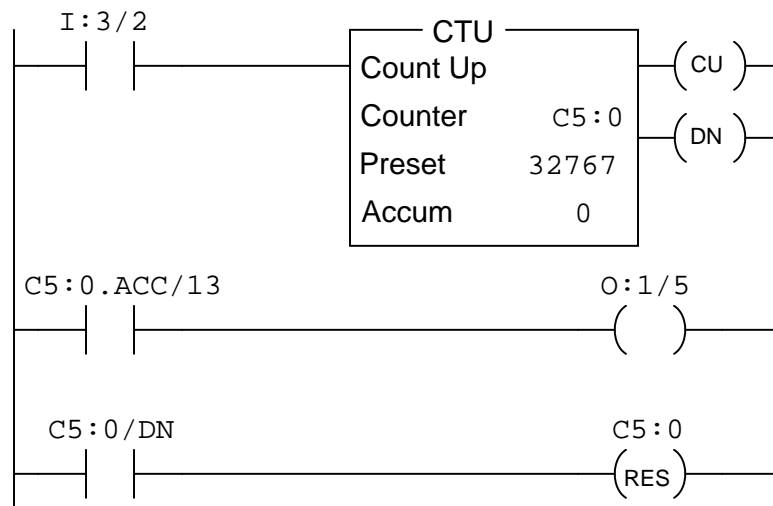 I:3/2
CTU
Count Up
CU
Counter C5:0
DN
Preset 32767
Accum 0
C5:0.ACC/13 O:1/5
C5:0/DN C5:0
RES